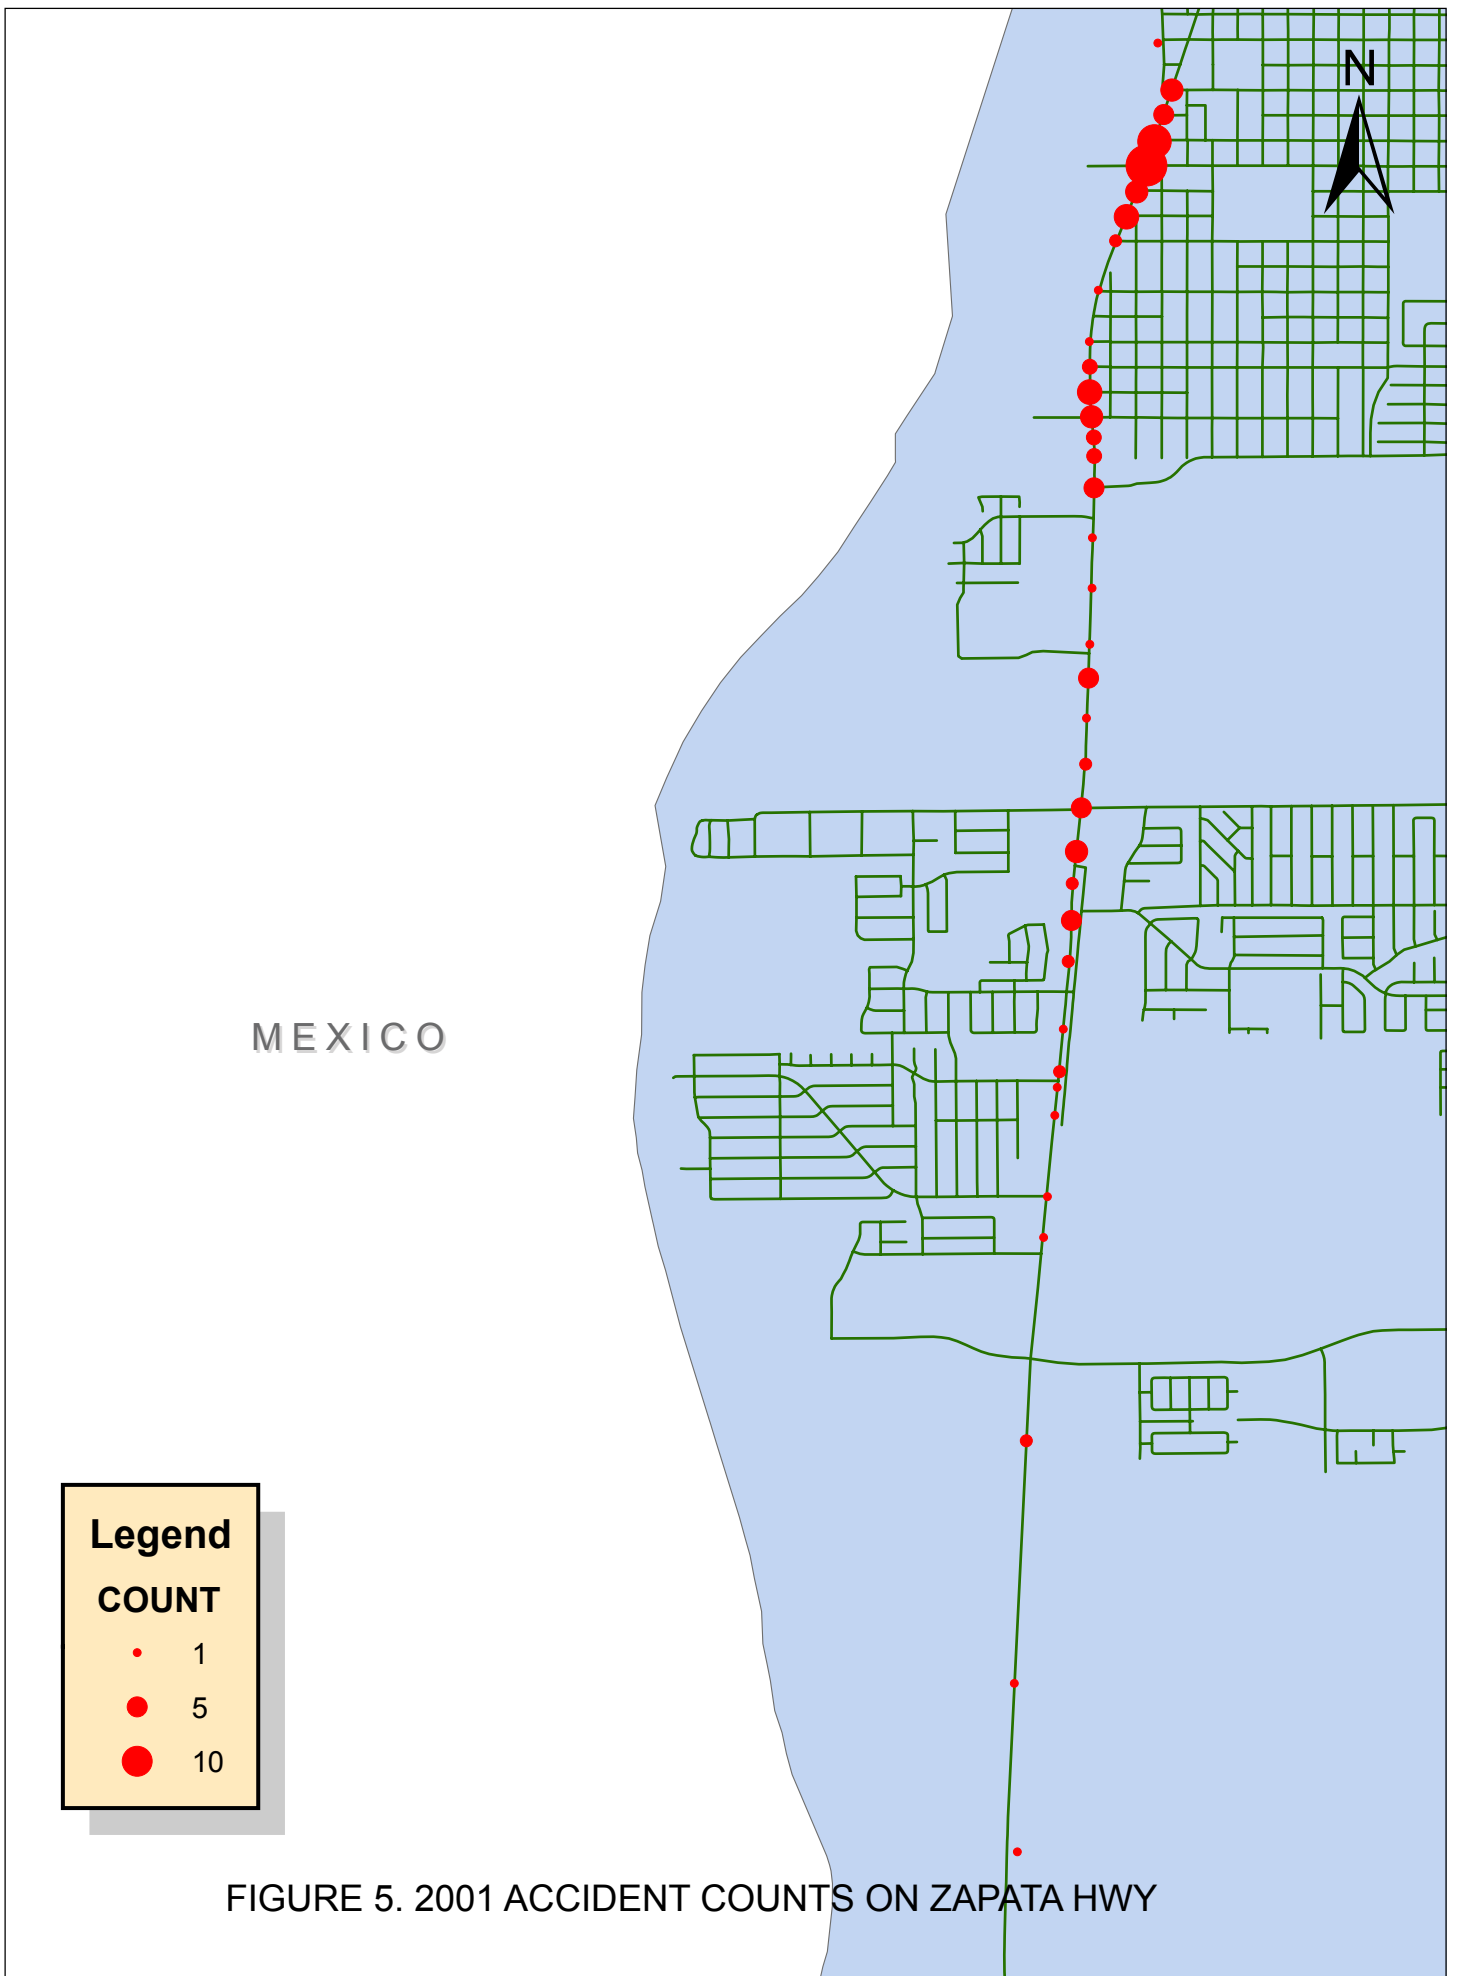 N
MEXICO
Legend
COUNT
1
5
10
FIGURE 5. 2001 ACCIDENT COUNTS ON ZAPATA HWY